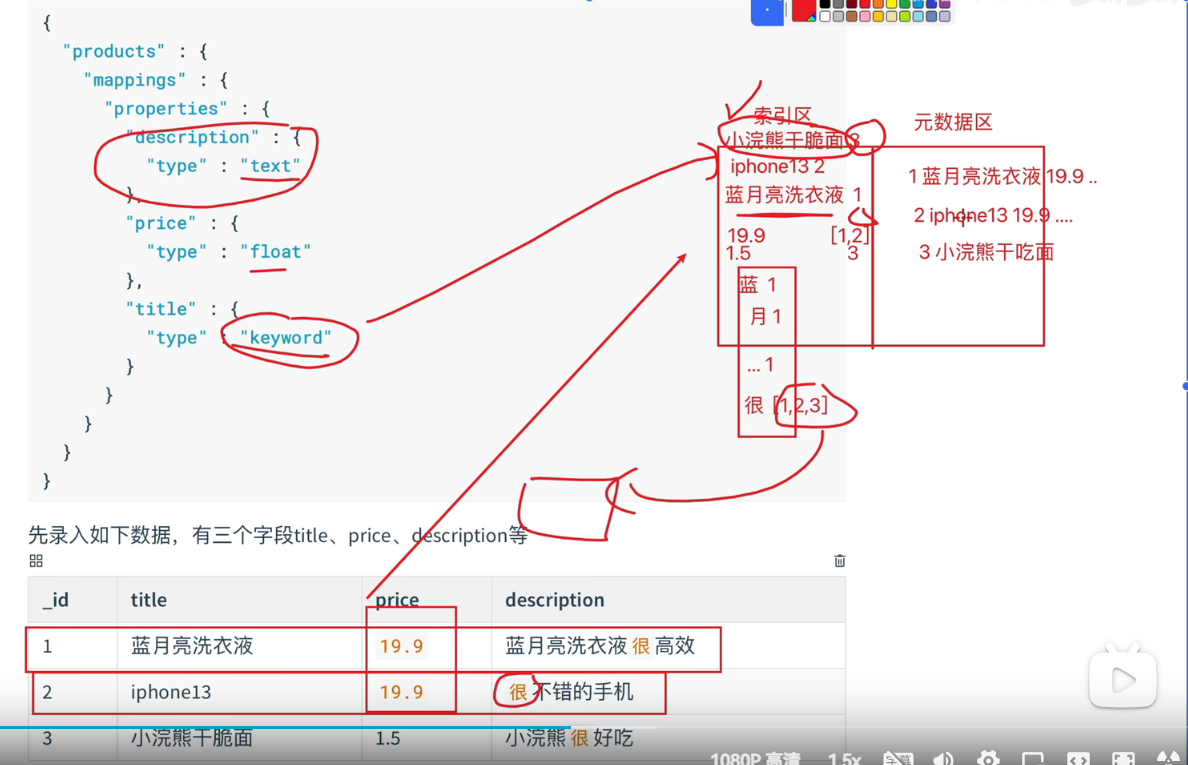 {
"products" : {
"mappings" : {
"properties" : {
"description" : {
"type" : "text"
},
"price" : {
"type" : "float"
},
"title" : {
"type" : "keyword"
}
}
}
}
}
索引区
小浣熊干脆面 3
iphone13 2
蓝月亮洗衣液 1
19.9 [1,2]
1.5 3
蓝 1
月 1
... 1
很 [1,2,3]
元数据区
1 蓝月亮洗衣液 19.9 ..
2 iphone13 19.9 ....
3 小浣熊干吃面
先录入如下数据，有三个字段title、price、description等
_id title price description
1 蓝月亮洗衣液 19.9 蓝月亮洗衣液 很 高效
2 iphone13 19.9 很 不错的手机
3 小浣熊干脆面 1.5 小浣熊 很 好吃
1080P 高清 1.5x 字幕